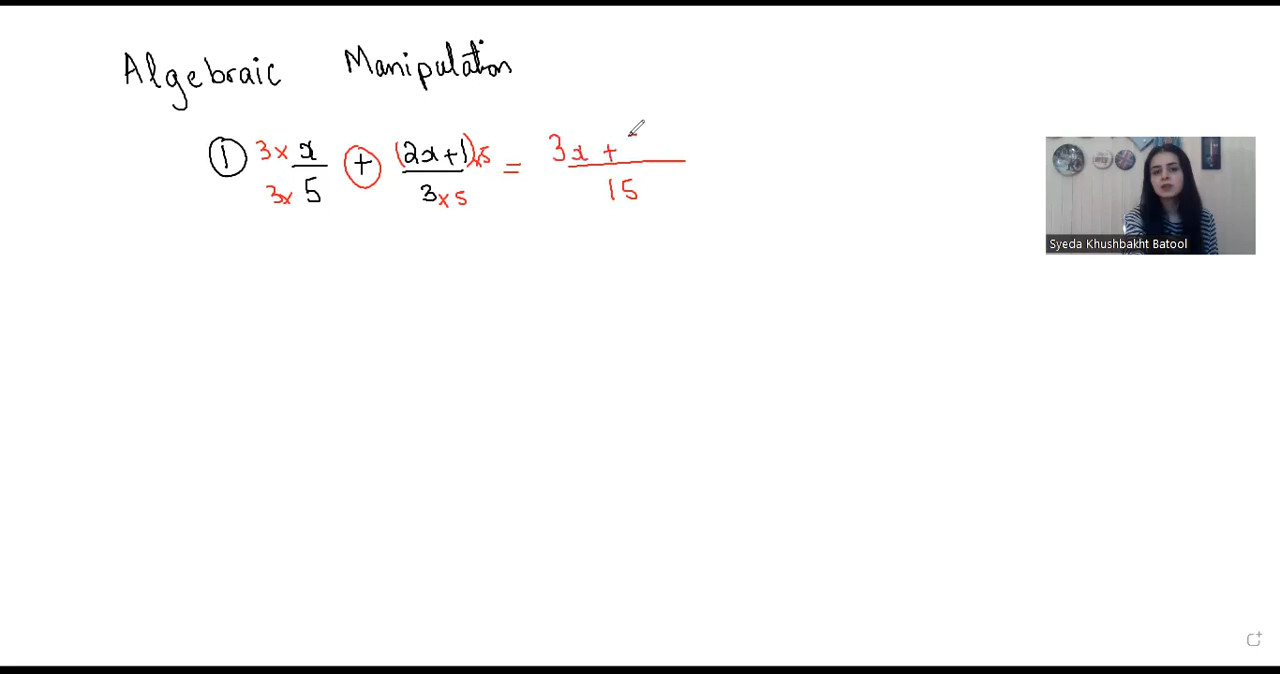 Algebraic Manipulation
① 3 x x/5 + (2x+1) x 5/3 x 5 = 3x +/15
3 x
Syeda Khushbakht Batool